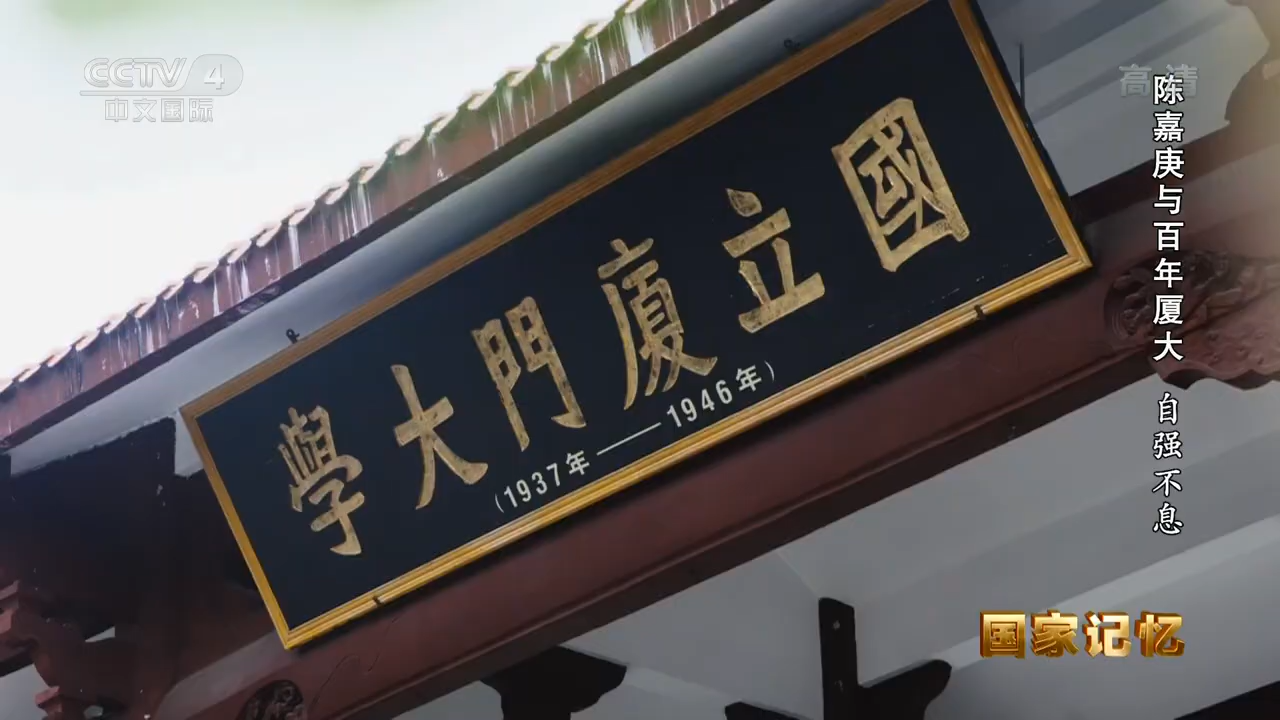 CCTV 4
中文国际
高清
陈嘉庚与百年厦大 自强不息
國立廈門大學
(1937年——1946年)
国家记忆